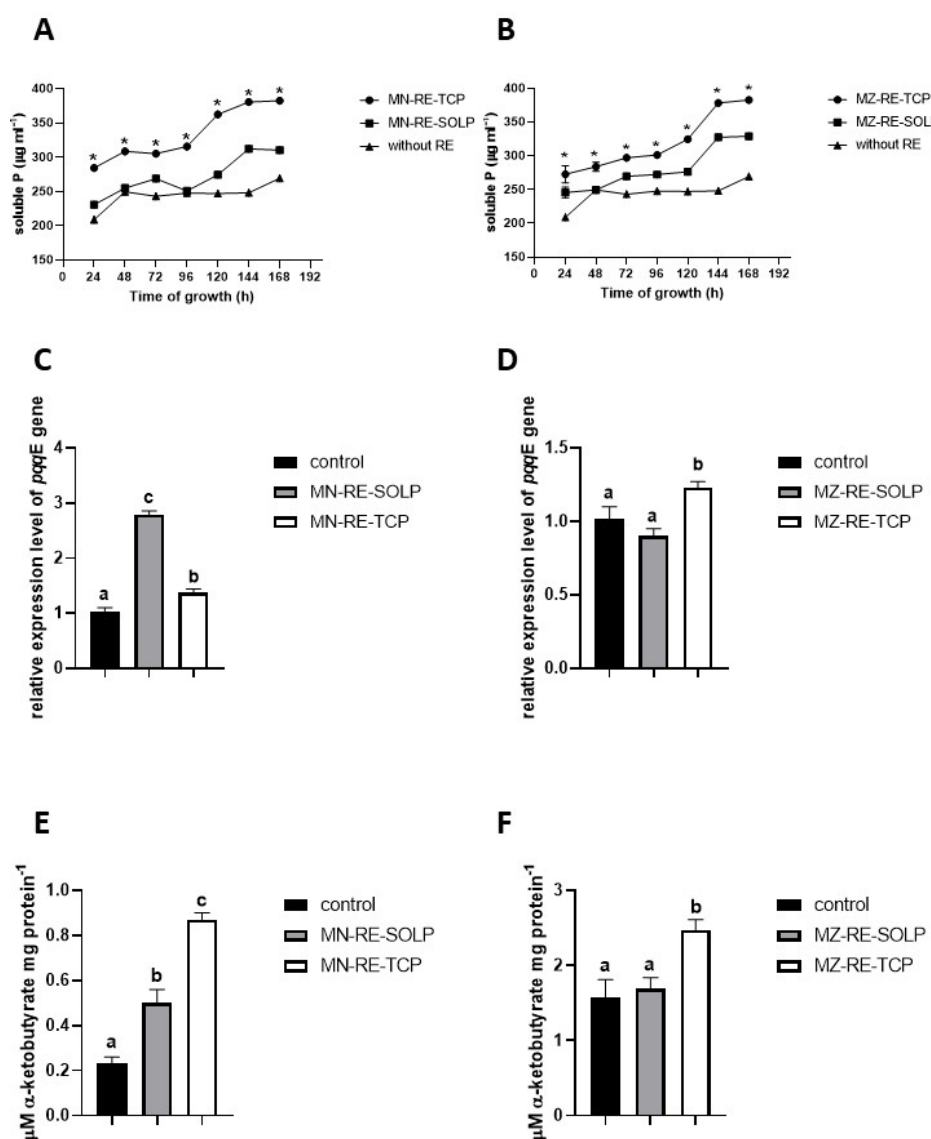 A
400
350
300
250
200
150
soluble P (µg ml⁻¹)
* * * * * * *
0 24 48 72 96 120 144 168 192
Time of growth (h)
MN-RE-TCP
MN-RE-SOLP
without RE
B
400
350
300
250
200
150
soluble P (µg ml⁻¹)
* * * * * * *
0 24 48 72 96 120 144 168 192
Time of growth (h)
MZ-RE-TCP
MZ-RE-SOL
without RE
C
relative expression level of pqqE gene
4
3
2
1
0
a c b
control
MN-RE-SOLP
MN-RE-TCP
D
relative expression level of pqqE gene
1.5
1.0
0.5
0.0
a a b
control
MZ-RE-SOLP
MZ-RE-TCP
E
µM α-ketobutyrate mg protein⁻¹
1.0
0.8
0.6
0.4
0.2
0.0
a b c
control
MN-RE-SOLP
MN-RE-TCP
F
µM α-ketobutyrate mg protein⁻¹
3
2
1
0
a a b
control
MZ-RE-SOLP
MZ-RE-TCP